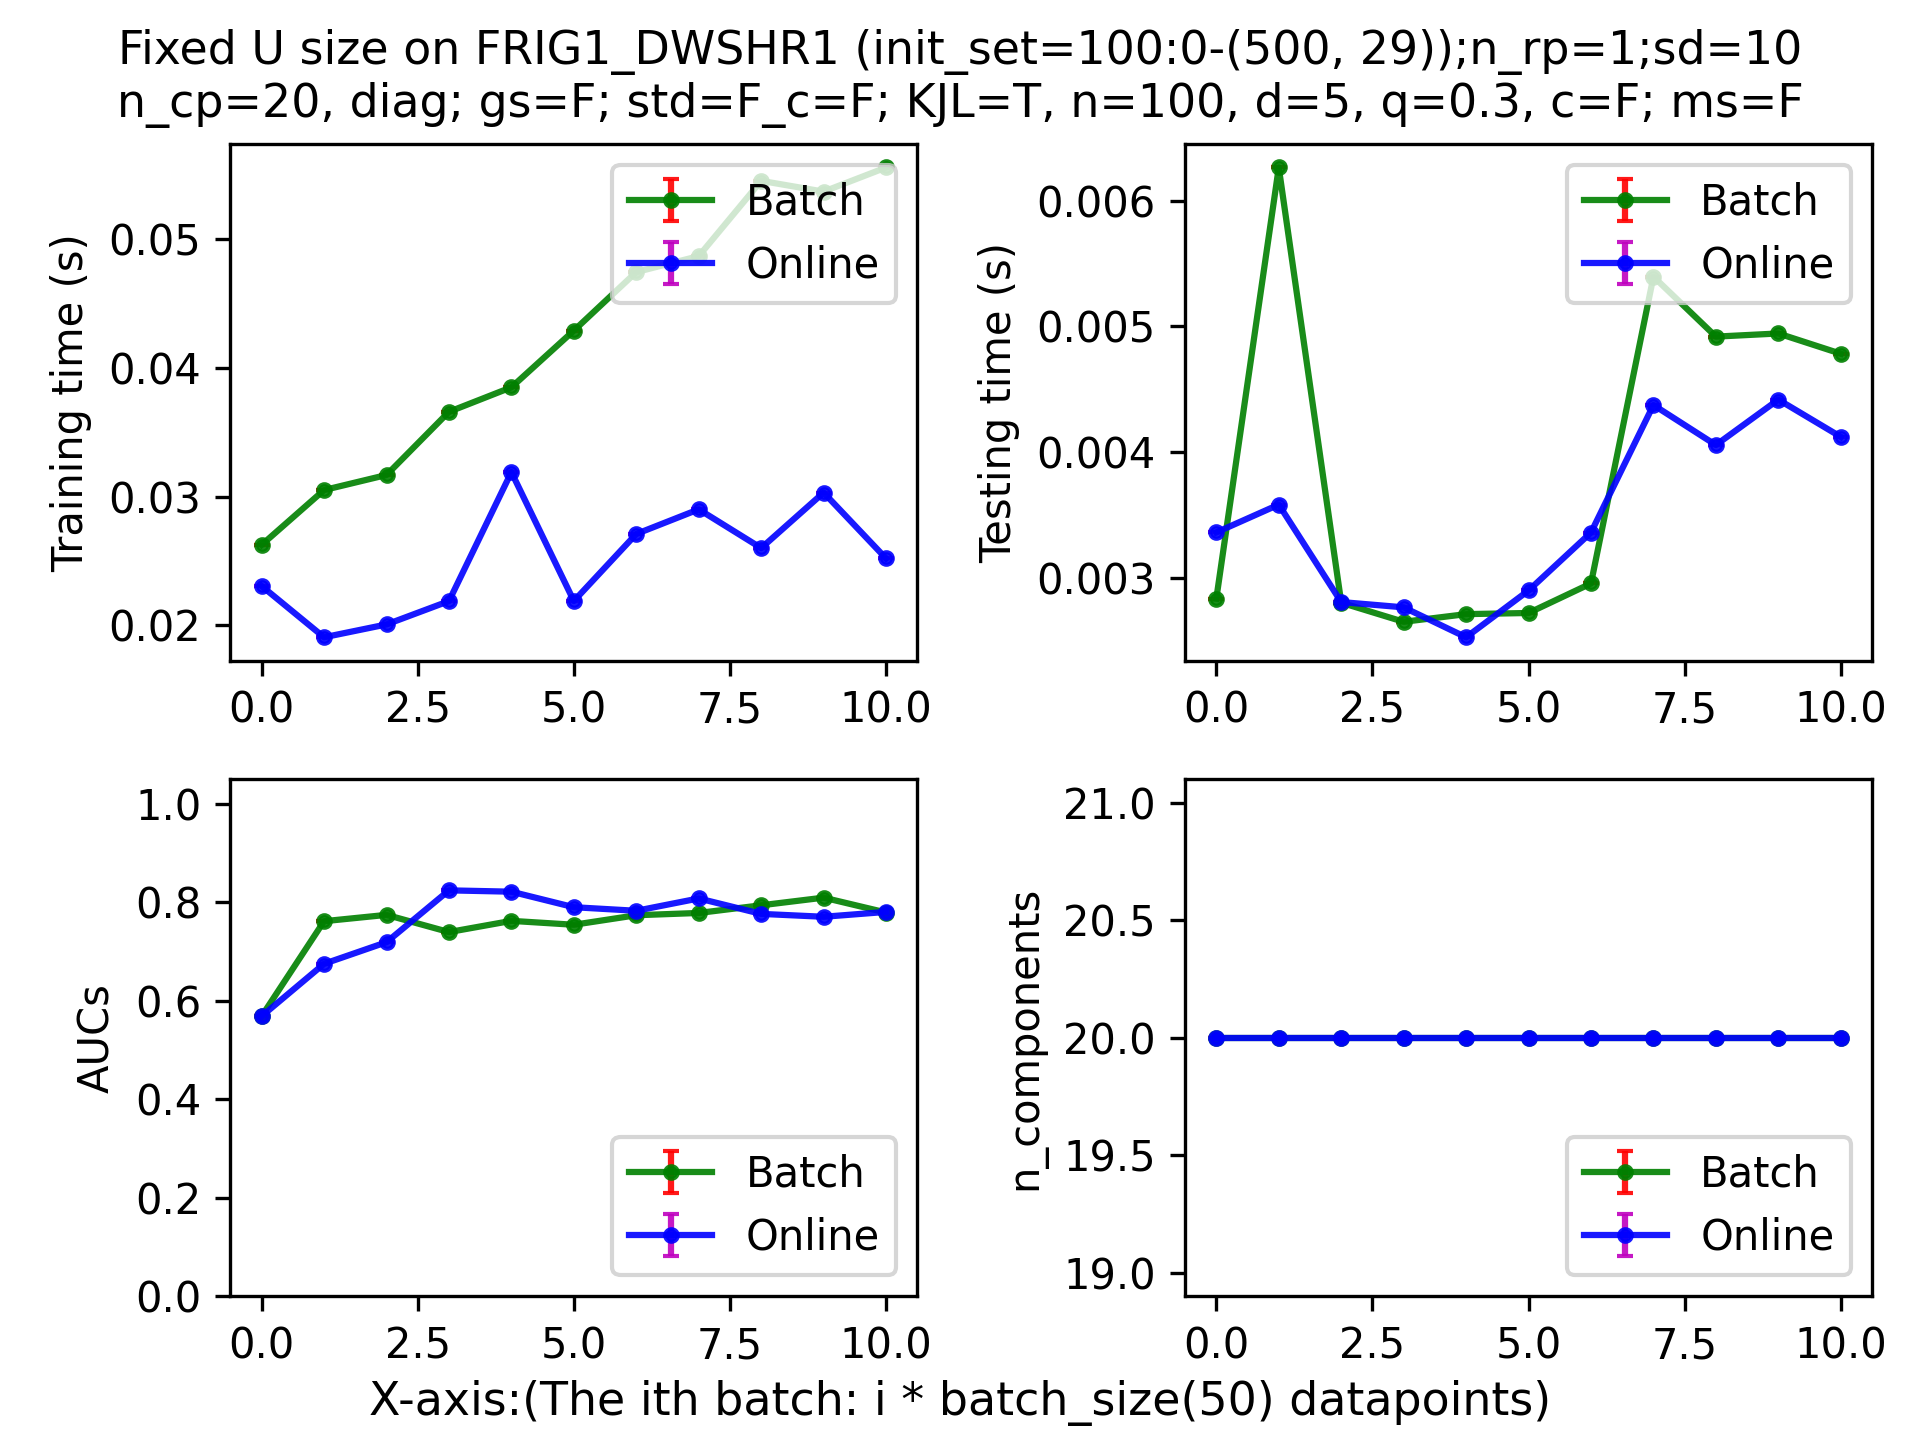 Fixed U size on FRIG1_DWSHR1 (init_set=100:0-(500, 29));n_rp=1;sd=10
n_cp=20, diag; gs=F; std=F_c=F; KJL=T, n=100, d=5, q=0.3, c=F; ms=F
Training time (s)
0.05
0.04
0.03
0.02
0.0 2.5 5.0 7.5 10.0
Batch
Online
Testing time (s)
0.006
0.005
0.004
0.003
0.0 2.5 5.0 7.5 10.0
Batch
Online
AUCs
1.0
0.8
0.6
0.4
0.2
0.0
0.0 2.5 5.0 7.5 10.0
Batch
Online
n_components
21.0
20.5
20.0
19.5
19.0
0.0 2.5 5.0 7.5 10.0
Batch
Online
X-axis:(The ith batch: i * batch_size(50) datapoints)